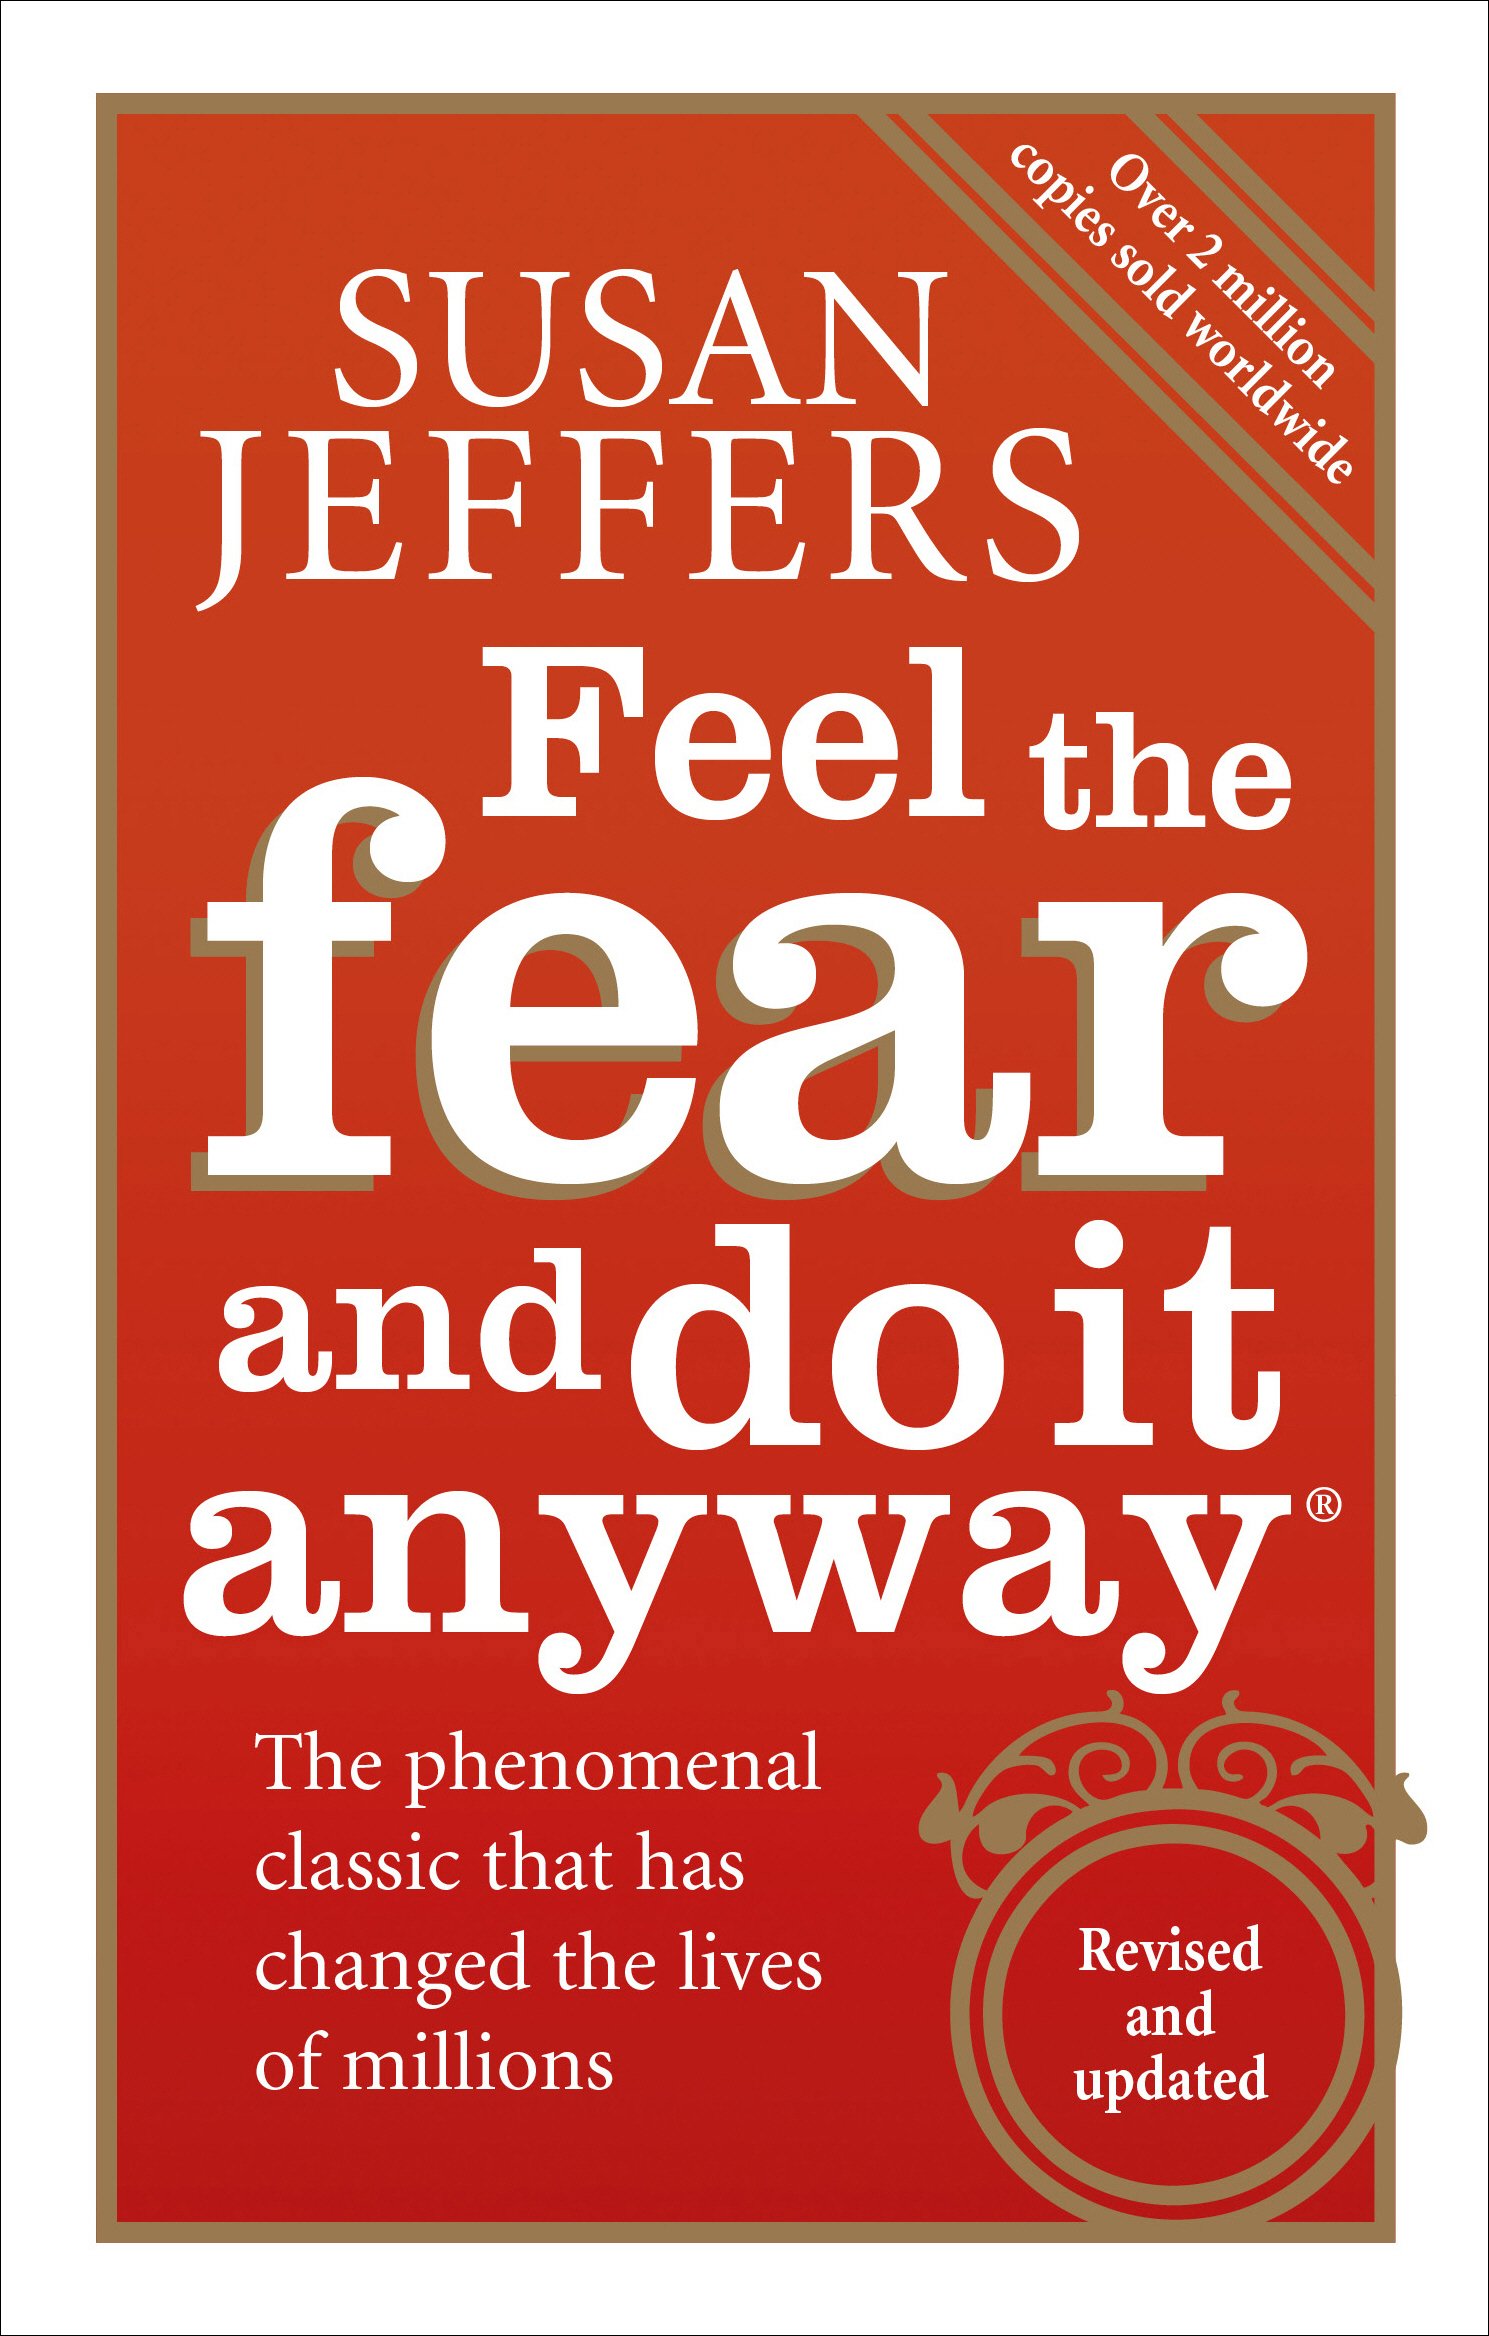 Over 2 million
copies sold worldwide
SUSAN
JEFFERS
Feel the
fear
and do it
anyway®
The phenomenal
classic that has
changed the lives
of millions
Revised
and
updated